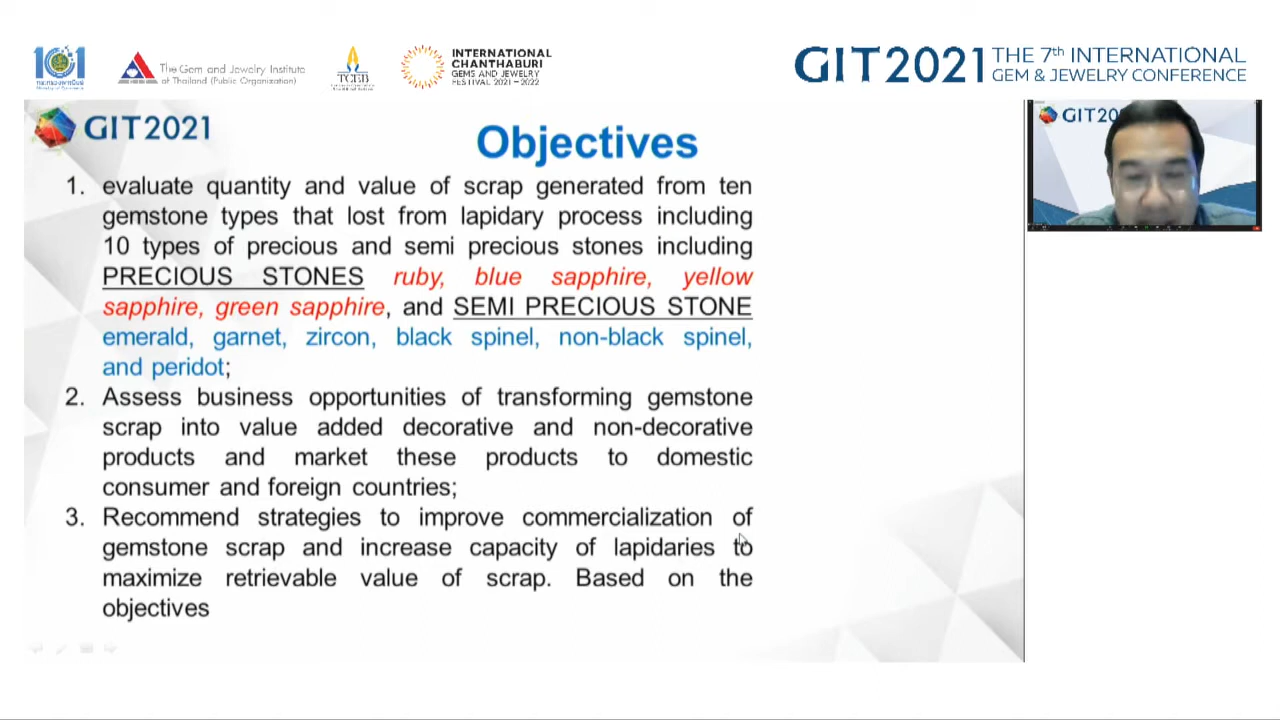 101
The Gem and Jewelry Institute
of Thailand (Public Organization)
TCEB
INTERNATIONAL
CHANTHABURI
GEMS AND JEWELRY
FESTIVAL 2021 – 2022
GIT2021 THE 7th INTERNATIONAL
GEM & JEWELRY CONFERENCE
GIT2021
Objectives
1. evaluate quantity and value of scrap generated from ten
gemstone types that lost from lapidary process including
10 types of precious and semi precious stones including
PRECIOUS STONES ruby, blue sapphire, yellow
sapphire, green sapphire, and SEMI PRECIOUS STONE
emerald, garnet, zircon, black spinel, non-black spinel,
and peridot;
2. Assess business opportunities of transforming gemstone
scrap into value added decorative and non-decorative
products and market these products to domestic
consumer and foreign countries;
3. Recommend strategies to improve commercialization of
gemstone scrap and increase capacity of lapidaries to
maximize retrievable value of scrap. Based on the
objectives
GIT20